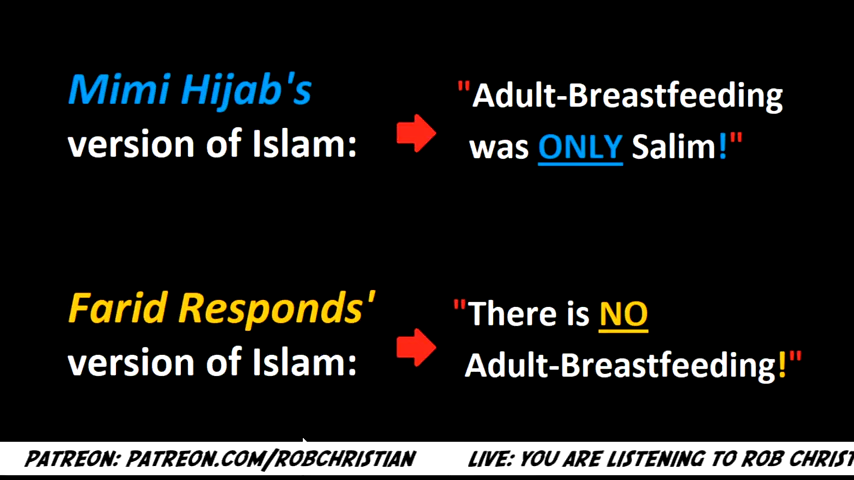 Mimi Hijab's
version of Islam:
"Adult-Breastfeeding
was ONLY Salim!"
Farid Responds'
version of Islam:
"There is NO
Adult-Breastfeeding!"
PATREON: PATREON.COM/ROBCHRISTIAN LIVE: YOU ARE LISTENING TO ROB CHRIST